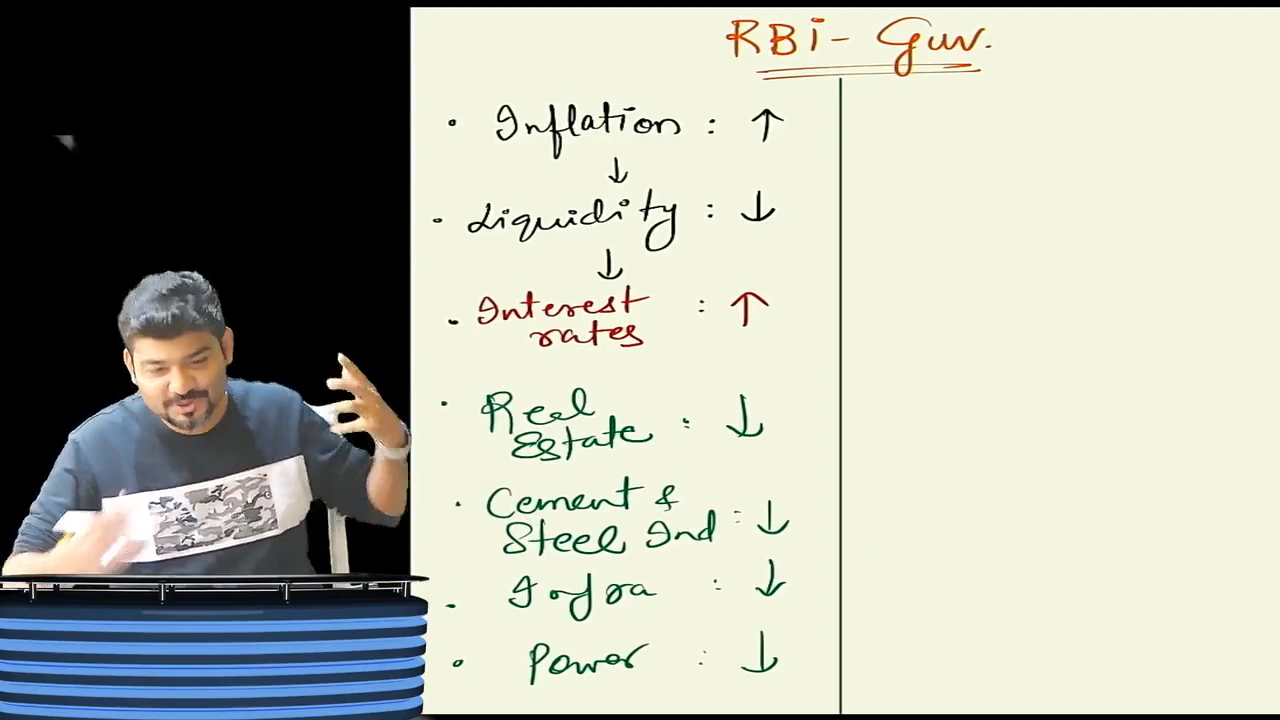 RBI - Guv.
• Inflation : ↑
↓
• Liquidity : ↓
↓
• Interest rates : ↑
• Real Estate : ↓
• Cement & Steel Ind : ↓
• Infra : ↓
• Power : ↓